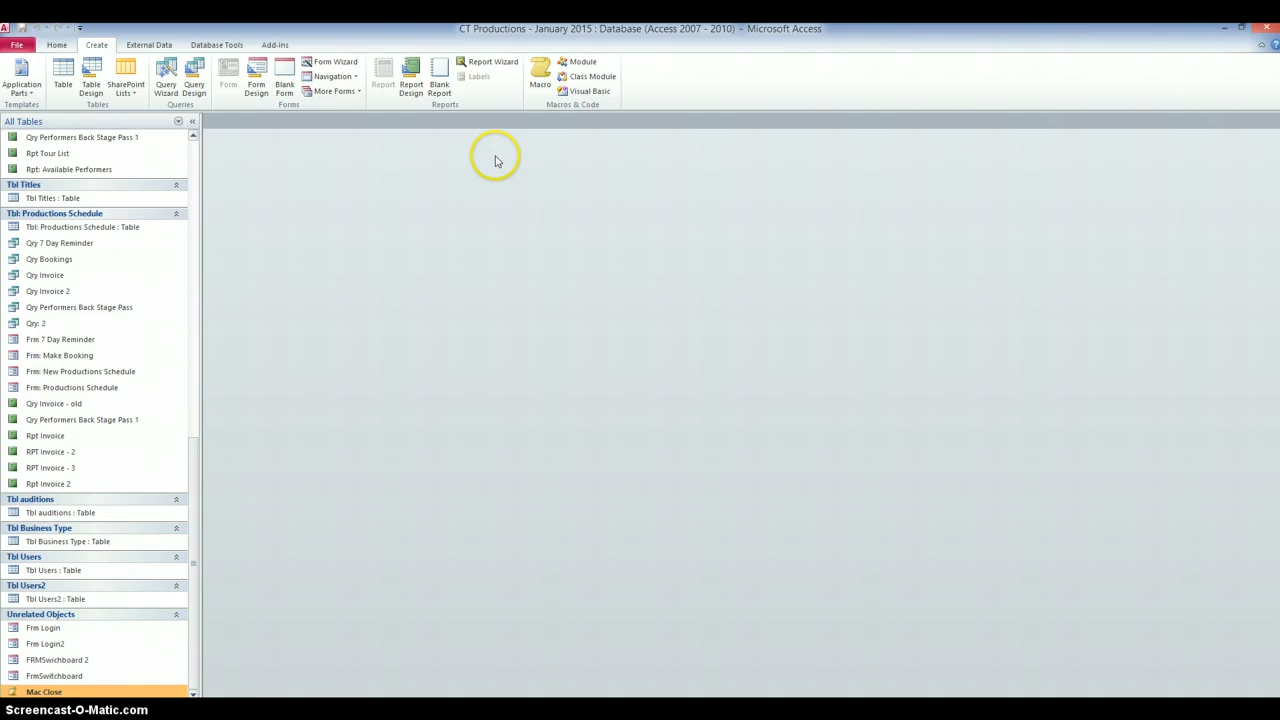 CT Productions - January 2015 : Database (Access 2007 - 2010) - Microsoft Access
File Home Create External Data Database Tools Add-Ins
Application Parts Table Table Design SharePoint Lists Query Wizard Query Design Form Form Design Blank Form Form Wizard Navigation More Forms Report Report Design Blank Report Report Wizard Labels Macro Module Class Module Visual Basic
Templates Tables Queries Forms Reports Macros & Code
All Tables
Qry Performers Back Stage Pass 1
Rpt Tour List
Rpt: Available Performers
Tbl Titles
Tbl Titles : Table
Tbl: Productions Schedule
Tbl: Productions Schedule : Table
Qry 7 Day Reminder
Qry Bookings
Qry Invoice
Qry Invoice 2
Qry Performers Back Stage Pass
Qry: 2
Frm 7 Day Reminder
Frm: Make Booking
Frm: New Productions Schedule
Frm: Productions Schedule
Qry Invoice - old
Qry Performers Back Stage Pass 1
Rpt Invoice
RPT Invoice - 2
RPT Invoice - 3
Rpt Invoice 2
Tbl auditions
Tbl auditions : Table
Tbl Business Type
Tbl Business Type : Table
Tbl Users
Tbl Users : Table
Tbl Users2
Tbl Users2 : Table
Unrelated Objects
Frm Login
Frm Login2
FRMSwichboard 2
FrmSwitchboard
Mac Close
Screencast-O-Matic.com